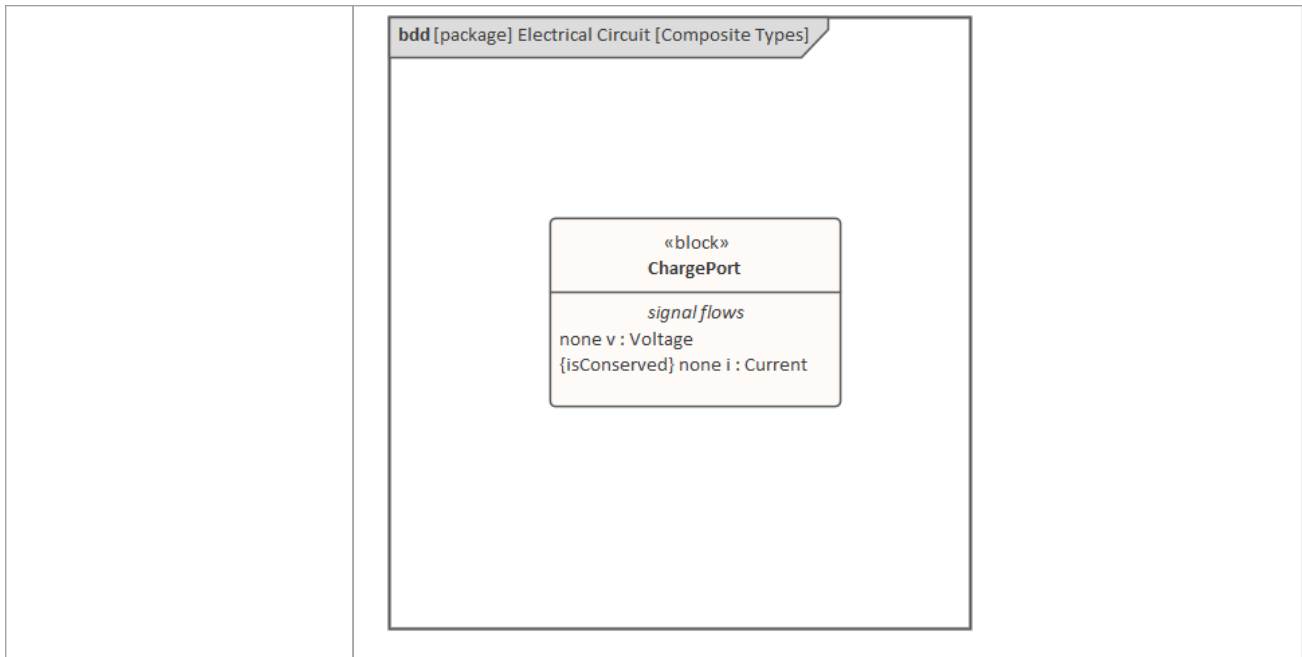 bdd [package] Electrical Circuit [Composite Types]
«block»
ChargePort
signal flows
none v : Voltage
{isConserved} none i : Current